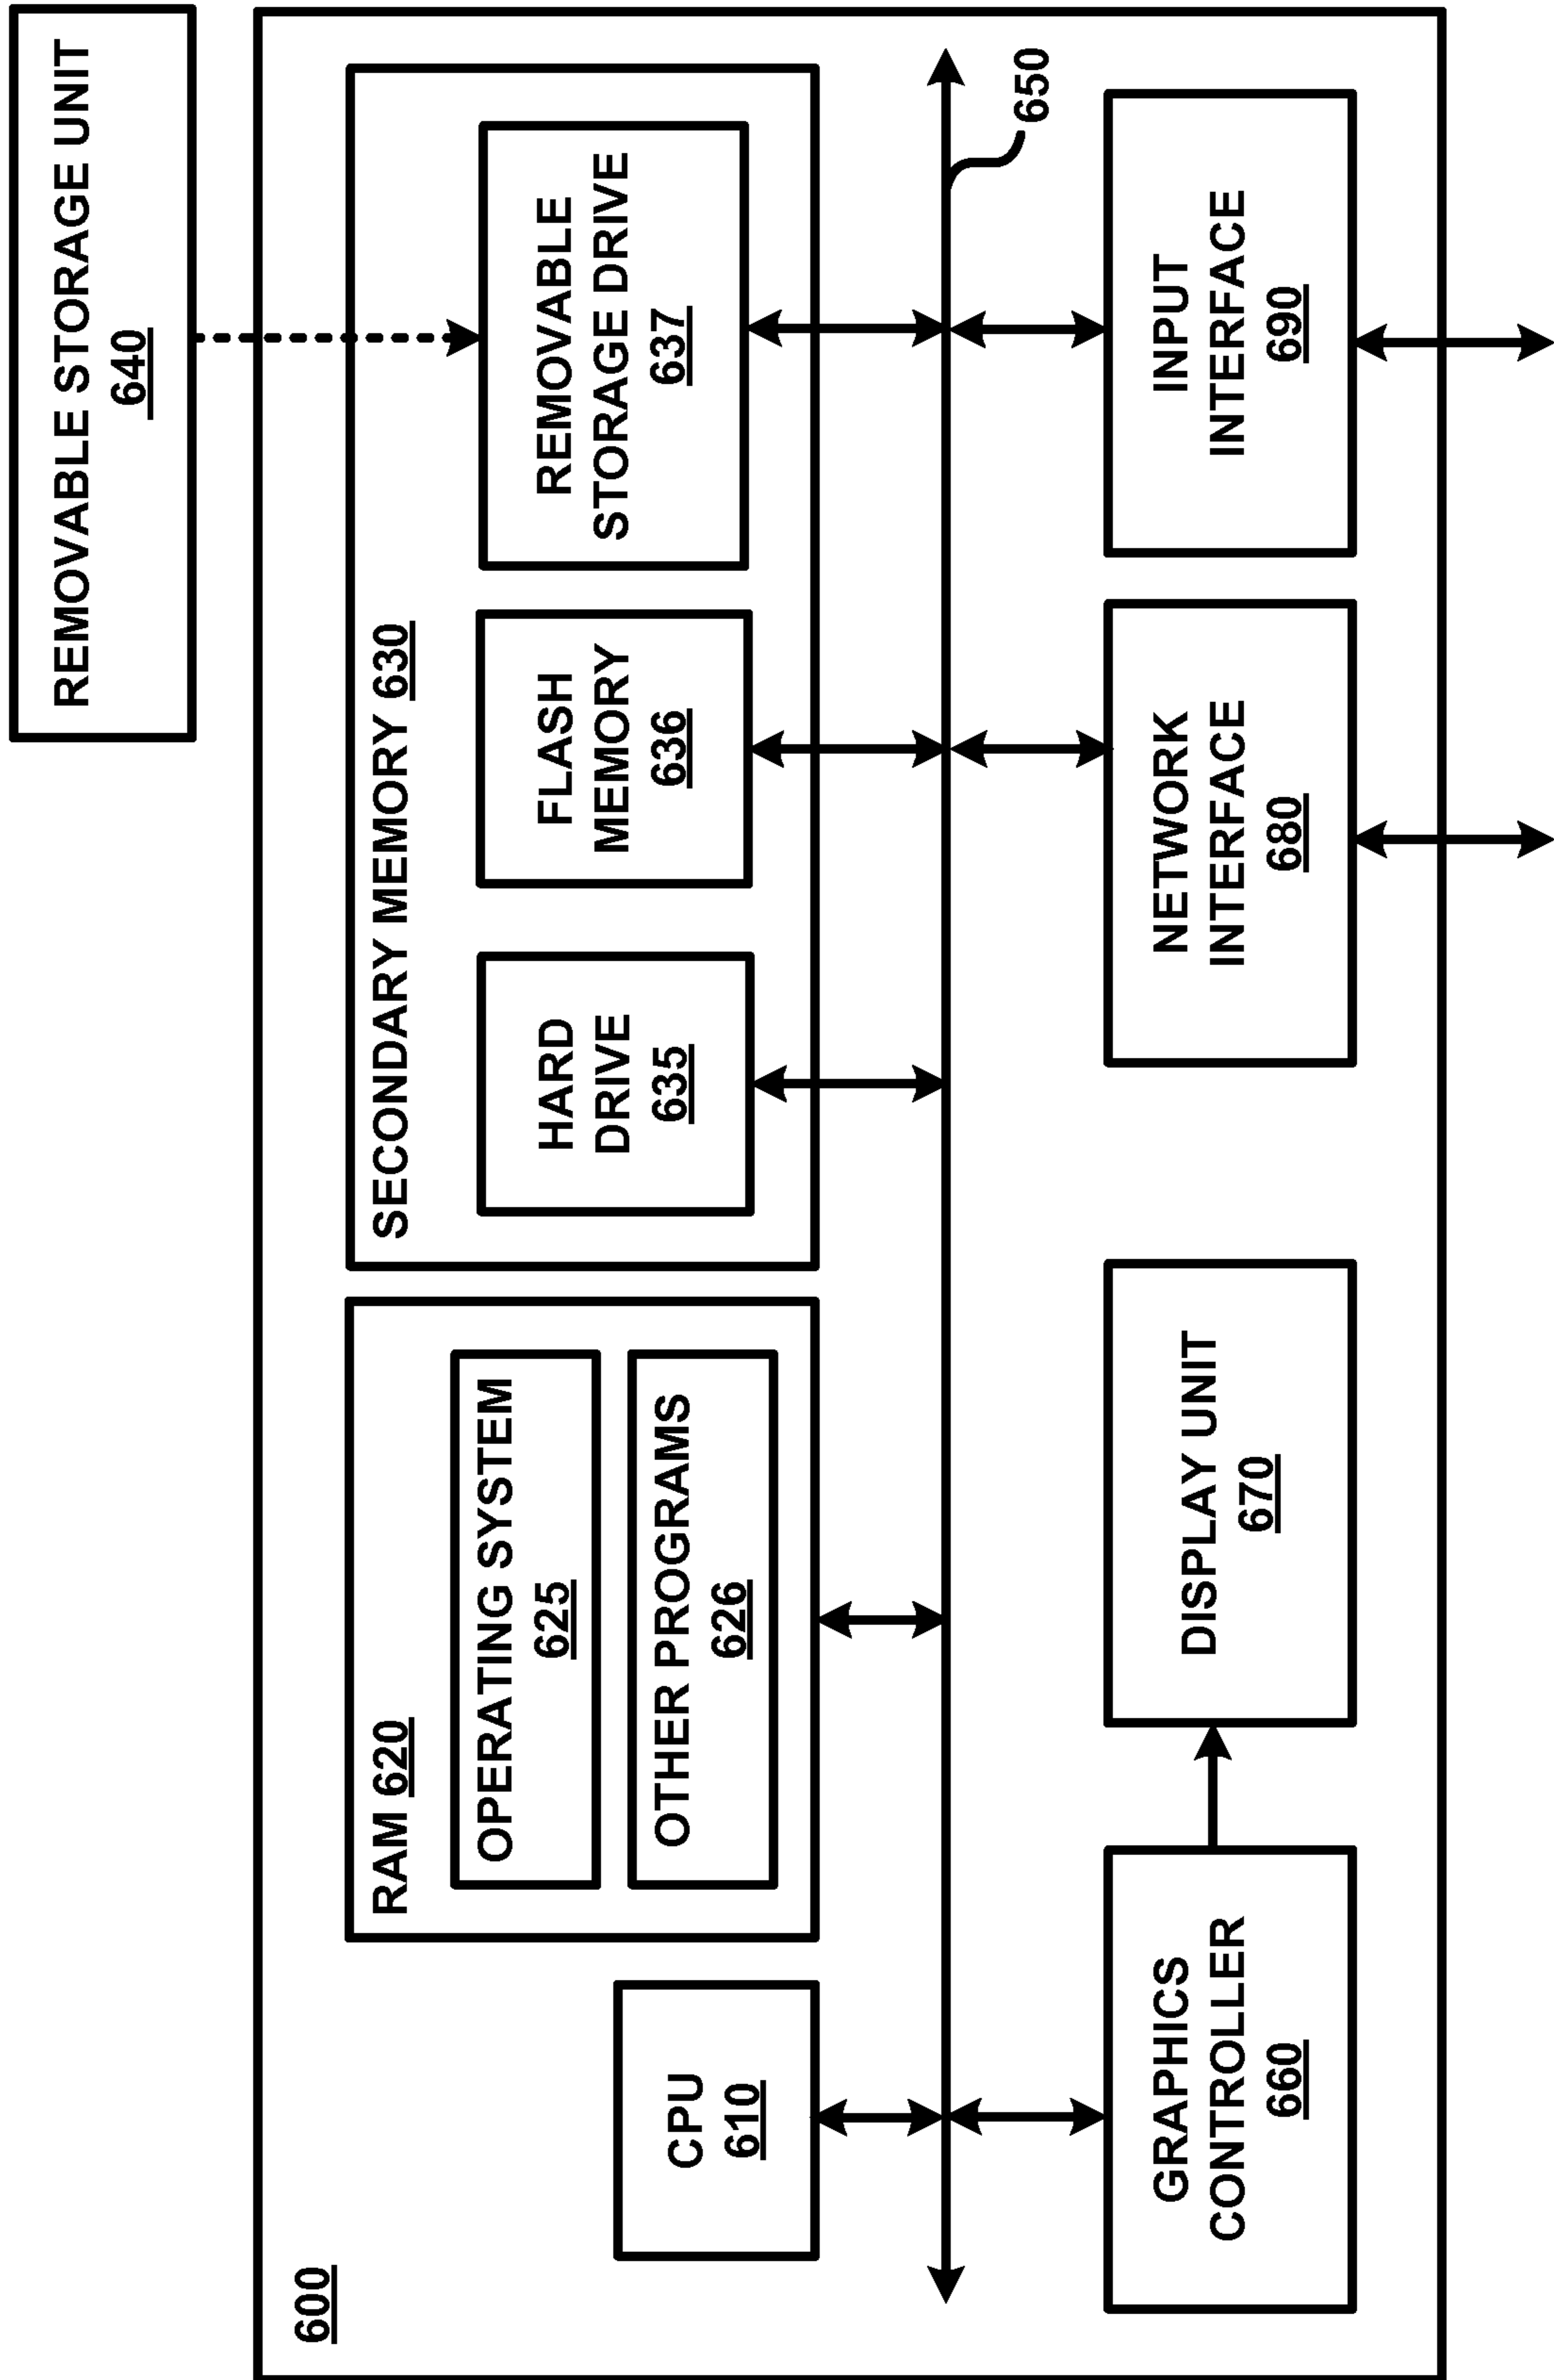 REMOVABLE STORAGE UNIT
640
600
SECONDARY MEMORY 630
RAM 620
OPERATING SYSTEM
625
OTHER PROGRAMS
626
CPU
610
HARD
DRIVE
635
FLASH
MEMORY
636
REMOVABLE
STORAGE DRIVE
637
650
GRAPHICS
CONTROLLER
660
DISPLAY UNIT
670
NETWORK
INTERFACE
680
INPUT
INTERFACE
690